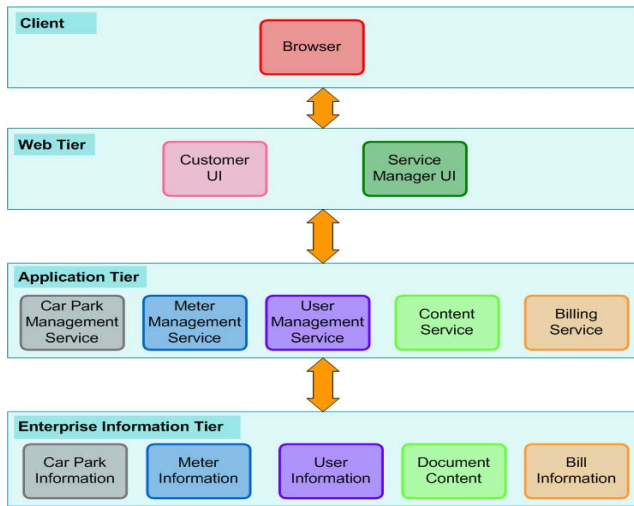 Client
Browser
Web Tier
Customer
UI
Service
Manager UI
Application Tier
Car Park
Management
Service
Meter
Management
Service
User
Management
Service
Content
Service
Billing
Service
Enterprise Information Tier
Car Park
Information
Meter
Information
User
Information
Document
Content
Bill
Information